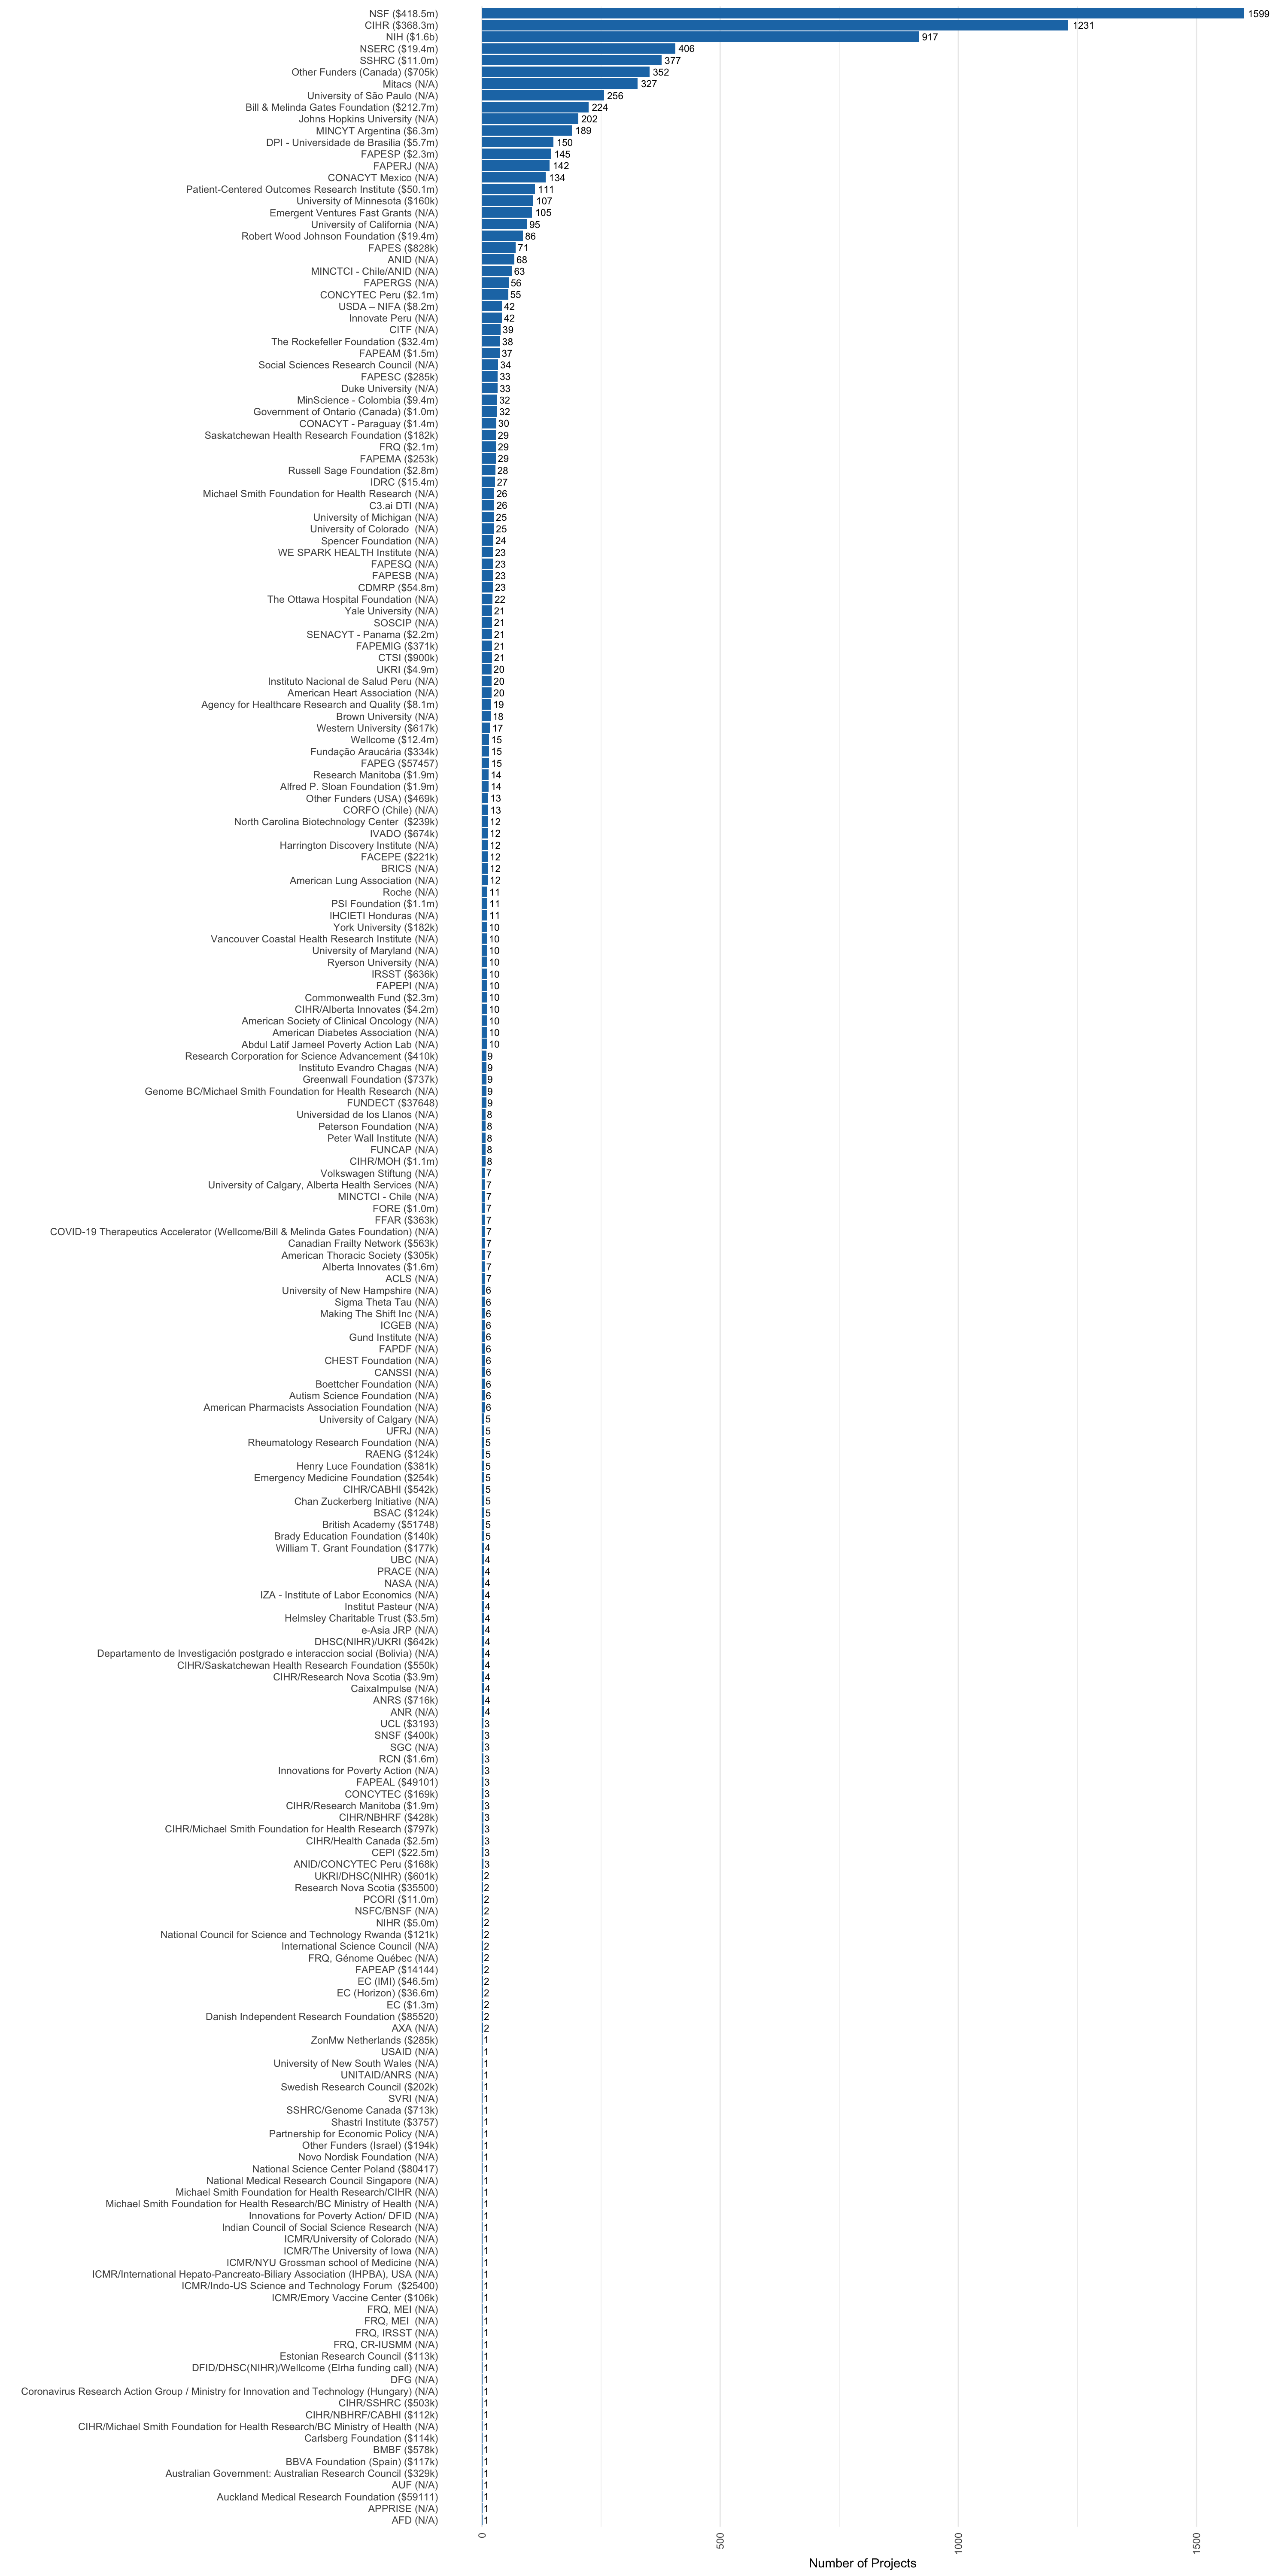 NSF ($418.5m) 1599
CIHR ($368.3m) 1231
NIH ($1.6b) 917
NSERC ($19.4m) 406
SSHRC ($11.0m) 377
Other Funders (Canada) ($705k) 352
Mitacs (N/A) 327
University of São Paulo (N/A) 256
Bill & Melinda Gates Foundation ($212.7m) 224
Johns Hopkins University (N/A) 202
MINCYT Argentina ($6.3m) 189
DPI - Universidade de Brasilia ($5.7m) 150
FAPESP ($2.3m) 145
FAPERJ (N/A) 142
CONACYT Mexico (N/A) 134
Patient-Centered Outcomes Research Institute ($50.1m) 111
University of Minnesota ($160k) 107
Emergent Ventures Fast Grants (N/A) 105
University of California (N/A) 95
Robert Wood Johnson Foundation ($19.4m) 86
FAPES ($828k) 71
ANID (N/A) 68
MINCTCI - Chile/ANID (N/A) 63
FAPERGS (N/A) 56
CONCYTEC Peru ($2.1m) 55
USDA – NIFA ($8.2m) 42
Innovate Peru (N/A) 42
CITF (N/A) 39
The Rockefeller Foundation ($32.4m) 38
FAPEAM ($1.5m) 37
Social Sciences Research Council (N/A) 34
FAPESC ($285k) 33
Duke University (N/A) 33
MinScience - Colombia ($9.4m) 32
Government of Ontario (Canada) ($1.0m) 32
CONACYT - Paraguay ($1.4m) 30
Saskatchewan Health Research Foundation ($182k) 29
FRQ ($2.1m) 29
FAPEMA ($253k) 29
Russell Sage Foundation ($2.8m) 28
IDRC ($15.4m) 27
Michael Smith Foundation for Health Research (N/A) 26
C3.ai DTI (N/A) 26
University of Michigan (N/A) 25
University of Colorado (N/A) 25
Spencer Foundation (N/A) 24
WE SPARK HEALTH Institute (N/A) 23
FAPESQ (N/A) 23
FAPESB (N/A) 23
CDMRP ($54.8m) 23
The Ottawa Hospital Foundation (N/A) 22
Yale University (N/A) 21
SOSCIP (N/A) 21
SENACYT - Panama ($2.2m) 21
FAPEMIG ($371k) 21
CTSI ($900k) 21
UKRI ($4.9m) 20
Instituto Nacional de Salud Peru (N/A) 20
American Heart Association (N/A) 20
Agency for Healthcare Research and Quality ($8.1m) 19
Brown University (N/A) 18
Western University ($617k) 17
Wellcome ($12.4m) 15
Fundação Araucária ($334k) 15
FAPEG ($57457) 15
Research Manitoba ($1.9m) 14
Alfred P. Sloan Foundation ($1.9m) 14
Other Funders (USA) ($469k) 13
CORFO (Chile) (N/A) 13
North Carolina Biotechnology Center ($239k) 12
IVADO ($674k) 12
Harrington Discovery Institute (N/A) 12
FACEPE ($221k) 12
BRICS (N/A) 12
American Lung Association (N/A) 12
Roche (N/A) 11
PSI Foundation ($1.1m) 11
IHCIETI Honduras (N/A) 11
York University ($182k) 10
Vancouver Coastal Health Research Institute (N/A) 10
University of Maryland (N/A) 10
Ryerson University (N/A) 10
IRSST ($636k) 10
FAPEPI (N/A) 10
Commonwealth Fund ($2.3m) 10
CIHR/Alberta Innovates ($4.2m) 10
American Society of Clinical Oncology (N/A) 10
American Diabetes Association (N/A) 10
Abdul Latif Jameel Poverty Action Lab (N/A) 10
Research Corporation for Science Advancement ($410k) 9
Instituto Evandro Chagas (N/A) 9
Greenwall Foundation ($737k) 9
Genome BC/Michael Smith Foundation for Health Research (N/A) 9
FUNDECT ($37648) 9
Universidad de los Llanos (N/A) 8
Peterson Foundation (N/A) 8
Peter Wall Institute (N/A) 8
FUNCAP (N/A) 8
CIHR/MOH ($1.1m) 8
Volkswagen Stiftung (N/A) 7
University of Calgary, Alberta Health Services (N/A) 7
MINCTCI - Chile (N/A) 7
FORE ($1.0m) 7
FFAR ($363k) 7
COVID-19 Therapeutics Accelerator (Wellcome/Bill & Melinda Gates Foundation) (N/A) 7
Canadian Frailty Network ($563k) 7
American Thoracic Society ($305k) 7
Alberta Innovates ($1.6m) 7
ACLS (N/A) 7
University of New Hampshire (N/A) 6
Sigma Theta Tau (N/A) 6
Making The Shift Inc (N/A) 6
ICGEB (N/A) 6
Gund Institute (N/A) 6
FAPDF (N/A) 6
CHEST Foundation (N/A) 6
CANSSI (N/A) 6
Boettcher Foundation (N/A) 6
Autism Science Foundation (N/A) 6
American Pharmacists Association Foundation (N/A) 6
University of Calgary (N/A) 5
UFRJ (N/A) 5
Rheumatology Research Foundation (N/A) 5
RAENG ($124k) 5
Henry Luce Foundation ($381k) 5
Emergency Medicine Foundation ($254k) 5
CIHR/CABHI ($542k) 5
Chan Zuckerberg Initiative (N/A) 5
BSAC ($124k) 5
British Academy ($51748) 5
Brady Education Foundation ($140k) 5
William T. Grant Foundation ($177k) 4
UBC (N/A) 4
PRACE (N/A) 4
NASA (N/A) 4
IZA - Institute of Labor Economics (N/A) 4
Institut Pasteur (N/A) 4
Helmsley Charitable Trust ($3.5m) 4
e-Asia JRP (N/A) 4
DHSC(NIHR)/UKRI ($642k) 4
Departamento de Investigación postgrado e interaccion social (Bolivia) (N/A) 4
CIHR/Saskatchewan Health Research Foundation ($550k) 4
CIHR/Research Nova Scotia ($3.9m) 4
CaixaImpulse (N/A) 4
ANRS ($716k) 4
ANR (N/A) 4
UCL ($3193) 3
SNSF ($400k) 3
SGC (N/A) 3
RCN ($1.6m) 3
Innovations for Poverty Action (N/A) 3
FAPEAL ($49101) 3
CONCYTEC ($169k) 3
CIHR/Research Manitoba ($1.9m) 3
CIHR/NBHRF ($428k) 3
CIHR/Michael Smith Foundation for Health Research ($797k) 3
CIHR/Health Canada ($2.5m) 3
CEPI ($22.5m) 3
ANID/CONCYTEC Peru ($168k) 3
UKRI/DHSC(NIHR) ($601k) 2
Research Nova Scotia ($35500) 2
PCORI ($11.0m) 2
NSFC/BNSF (N/A) 2
NIHR ($5.0m) 2
National Council for Science and Technology Rwanda ($121k) 2
International Science Council (N/A) 2
FRQ, Génome Québec (N/A) 2
FAPEAP ($14144) 2
EC (IMI) ($46.5m) 2
EC (Horizon) ($36.6m) 2
EC ($1.3m) 2
Danish Independent Research Foundation ($85520) 2
AXA (N/A) 2
ZonMw Netherlands ($285k) 1
USAID (N/A) 1
University of New South Wales (N/A) 1
UNITAID/ANRS (N/A) 1
Swedish Research Council ($202k) 1
SVRI (N/A) 1
SSHRC/Genome Canada ($713k) 1
Shastri Institute ($3757) 1
Partnership for Economic Policy (N/A) 1
Other Funders (Israel) ($194k) 1
Novo Nordisk Foundation (N/A) 1
National Science Center Poland ($80417) 1
National Medical Research Council Singapore (N/A) 1
Michael Smith Foundation for Health Research/CIHR (N/A) 1
Michael Smith Foundation for Health Research/BC Ministry of Health (N/A) 1
Innovations for Poverty Action/ DFID (N/A) 1
Indian Council of Social Science Research (N/A) 1
ICMR/University of Colorado (N/A) 1
ICMR/The University of Iowa (N/A) 1
ICMR/NYU Grossman school of Medicine (N/A) 1
ICMR/International Hepato-Pancreato-Biliary Association (IHPBA), USA (N/A) 1
ICMR/Indo-US Science and Technology Forum ($25400) 1
ICMR/Emory Vaccine Center ($106k) 1
FRQ, MEI (N/A) 1
FRQ, MEI (N/A) 1
FRQ, IRSST (N/A) 1
FRQ, CR-IUSMM (N/A) 1
Estonian Research Council ($113k) 1
DFID/DHSC(NIHR)/Wellcome (Elrha funding call) (N/A) 1
DFG (N/A) 1
Coronavirus Research Action Group / Ministry for Innovation and Technology (Hungary) (N/A) 1
CIHR/SSHRC ($503k) 1
CIHR/NBHRF/CABHI ($112k) 1
CIHR/Michael Smith Foundation for Health Research/BC Ministry of Health (N/A) 1
Carlsberg Foundation ($114k) 1
BMBF ($578k) 1
BBVA Foundation (Spain) ($117k) 1
Australian Government: Australian Research Council ($329k) 1
AUF (N/A) 1
Auckland Medical Research Foundation ($59111) 1
APPRISE (N/A) 1
AFD (N/A) 1
0 500 1000 1500
Number of Projects